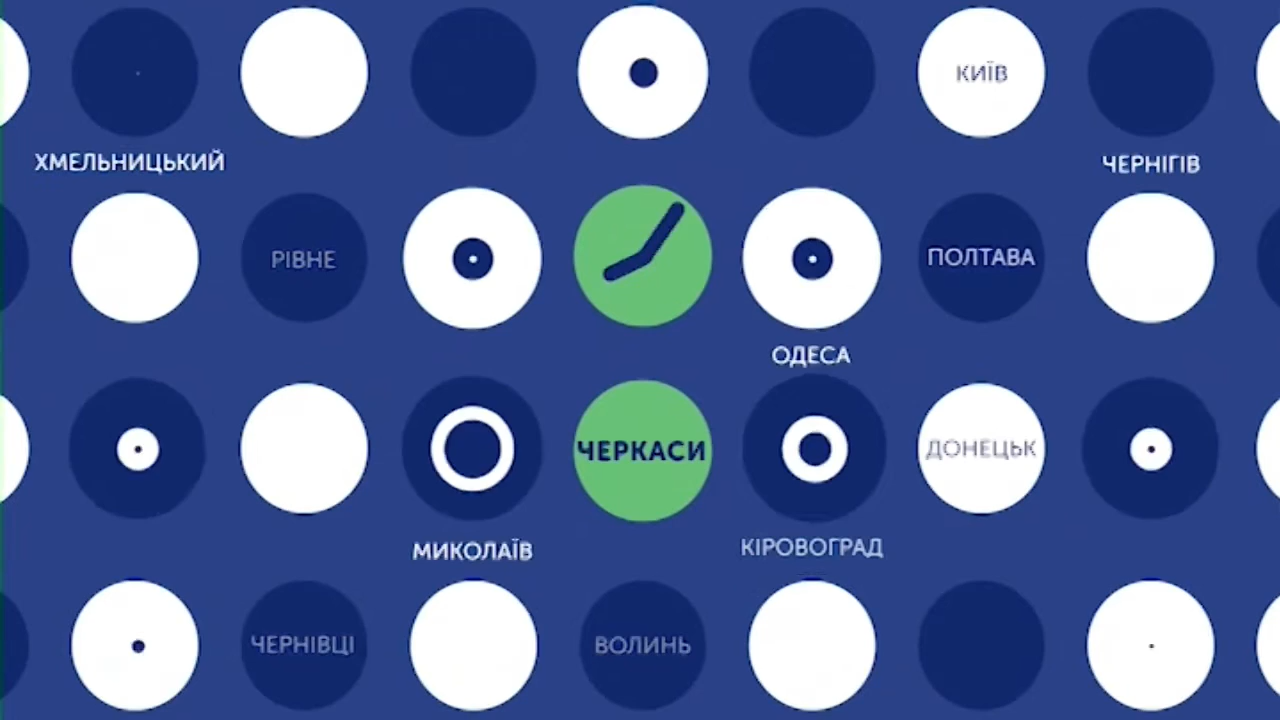 КИЇВ
ХМЕЛЬНИЦЬКИЙ
ЧЕРНІГІВ
РІВНЕ
ПОЛТАВА
ОДЕСА
ЧЕРКАСИ
ДОНЕЦЬК
МИКОЛАЇВ
КІРОВОГРАД
ЧЕРНІВЦІ
ВОЛИНЬ